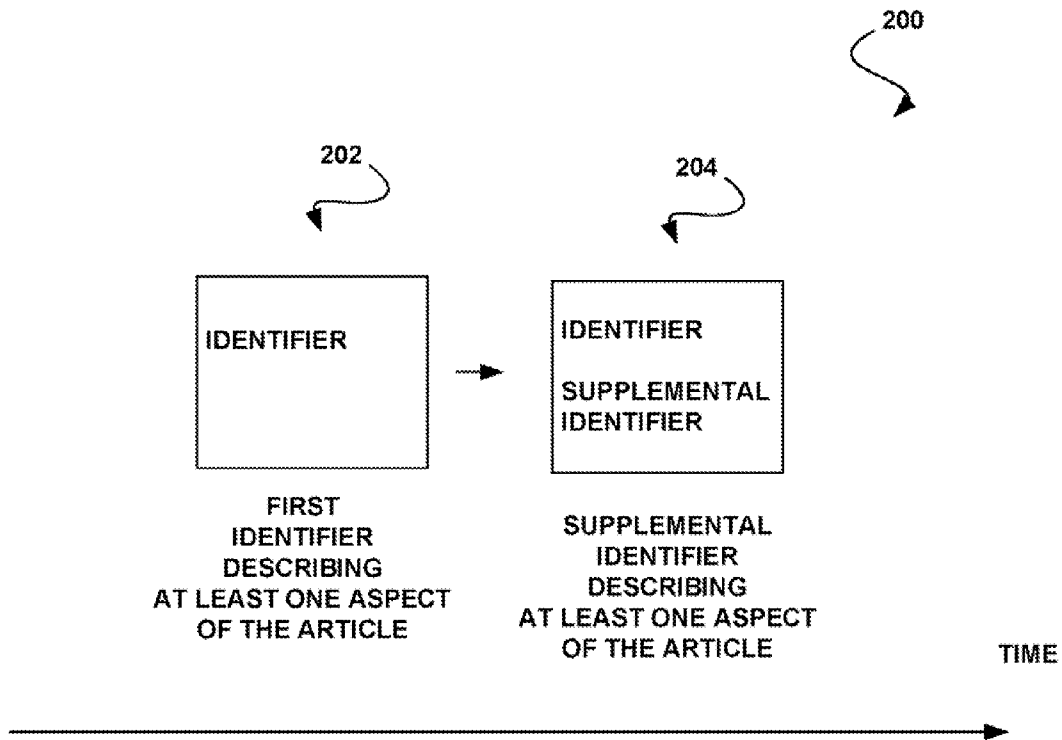 200
202
204
IDENTIFIER
IDENTIFIER
SUPPLEMENTAL
IDENTIFIER
FIRST
IDENTIFIER
DESCRIBING
AT LEAST ONE ASPECT
OF THE ARTICLE
SUPPLEMENTAL
IDENTIFIER
DESCRIBING
AT LEAST ONE ASPECT
OF THE ARTICLE
TIME